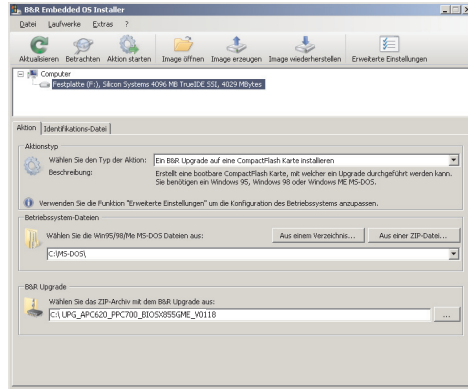 B&R Embedded OS Installer
Datei Laufwerke Extras ?
Aktualisieren Betrachten Aktion starten Image öffnen Image erzeugen Image wiederherstellen Erweiterte Einstellungen
Computer
Festplatte (F:), Silicon Systems 4096 MB TrueIDE SSI, 4029 MBytes
Aktion Identifikations-Datei
Aktionstyp
Wählen Sie den Typ der Aktion: Ein B&R Upgrade auf eine CompactFlash Karte installieren
Beschreibung: Erstellt eine bootbare CompactFlash Karte, mit welcher ein Upgrade durchgeführt werden kann.
Sie benötigen ein Windows 95, Windows 98 oder Windows ME MS-DOS.
Verwenden Sie die Funktion "Erweiterte Einstellungen" um die Konfiguration des Betriebssystems anzupassen.
Betriebssystem-Dateien
Wählen Sie die Win95/98/Me MS-DOS Dateien aus: Aus einem Verzeichnis... Aus einer ZIP-Datei...
C:\MS-DOS\
B&R Upgrade
Wählen Sie das ZIP-Archiv mit dem B&R Upgrade aus:
C:\ UPG_APC620_PPC700_BIOSX855GME_V0118 ...